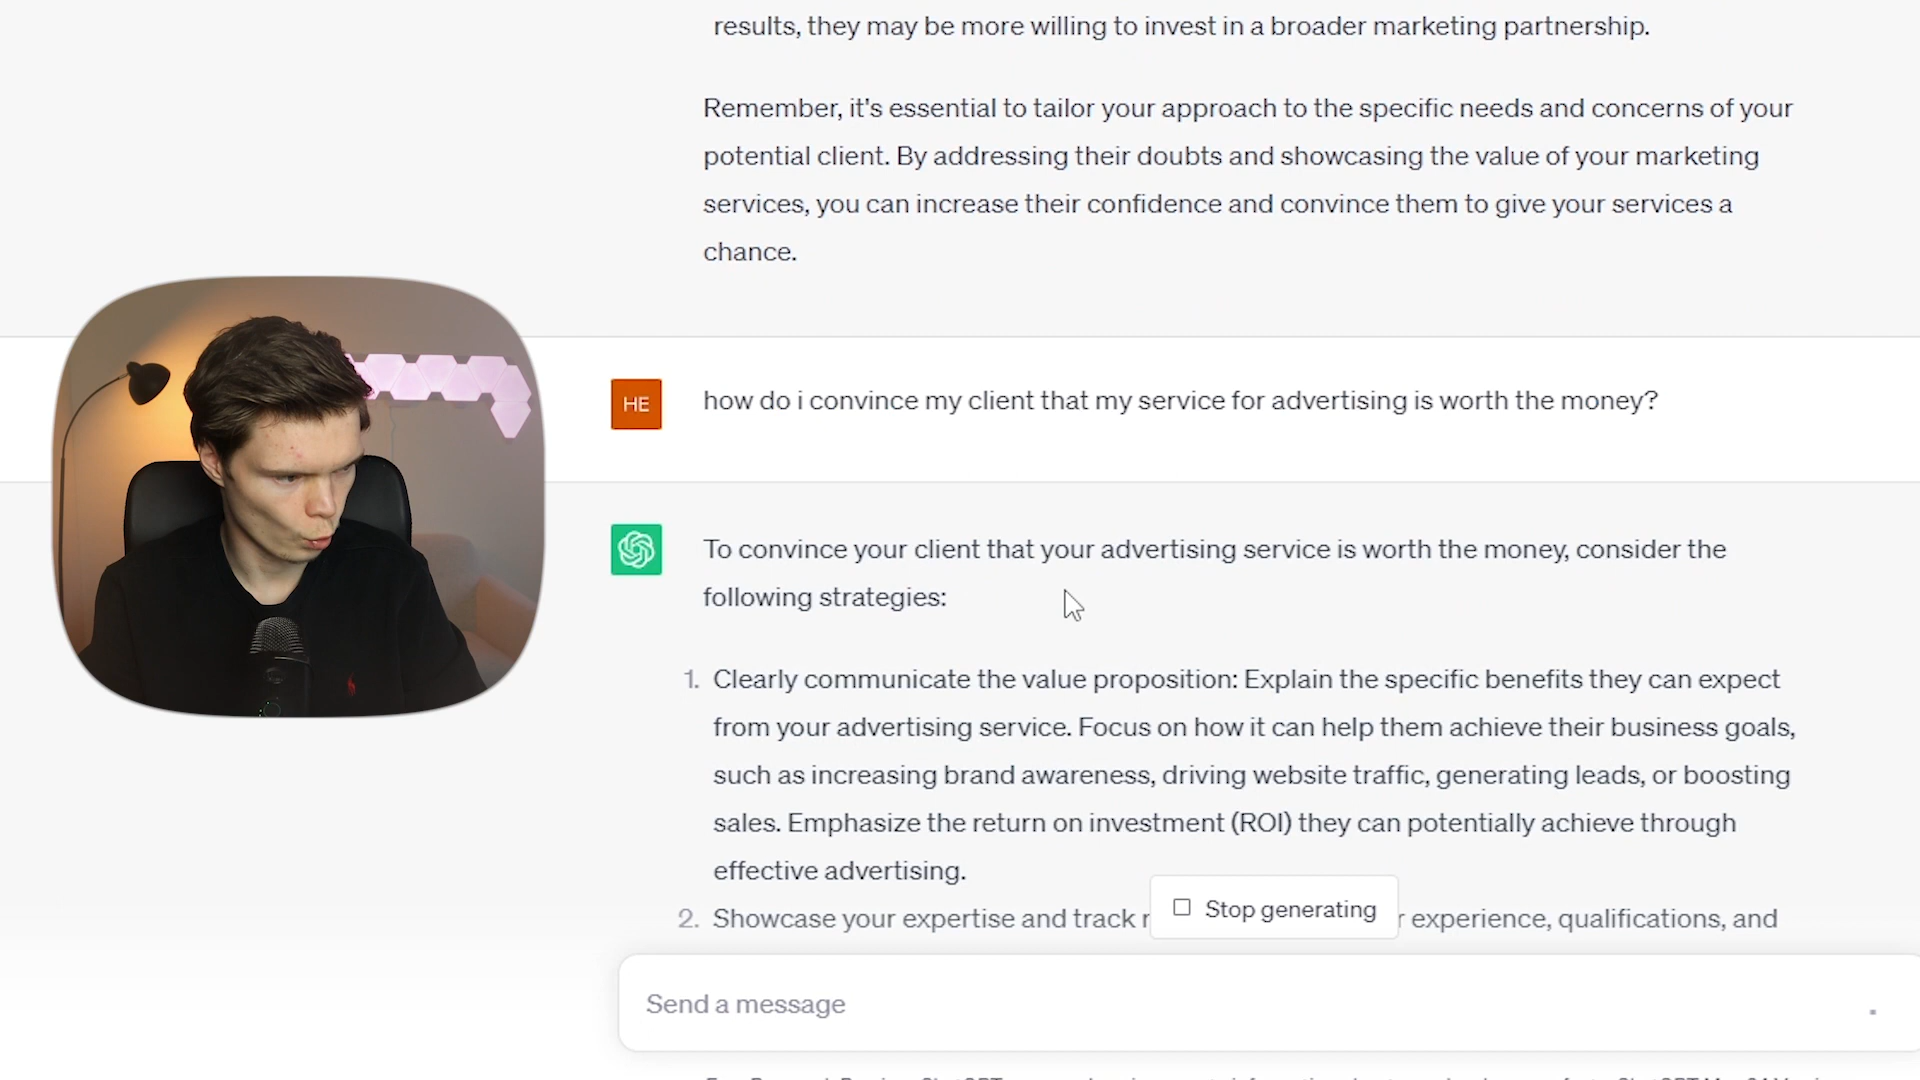 results, they may be more willing to invest in a broader marketing partnership.
Remember, it's essential to tailor your approach to the specific needs and concerns of your
potential client. By addressing their doubts and showcasing the value of your marketing
services, you can increase their confidence and convince them to give your services a
chance.
HE
how do i convince my client that my service for advertising is worth the money?
To convince your client that your advertising service is worth the money, consider the
following strategies:
1. Clearly communicate the value proposition: Explain the specific benefits they can expect
from your advertising service. Focus on how it can help them achieve their business goals,
such as increasing brand awareness, driving website traffic, generating leads, or boosting
sales. Emphasize the return on investment (ROI) they can potentially achieve through
effective advertising.
2. Showcase your expertise and track experience, qualifications, and
Stop generating
Send a message